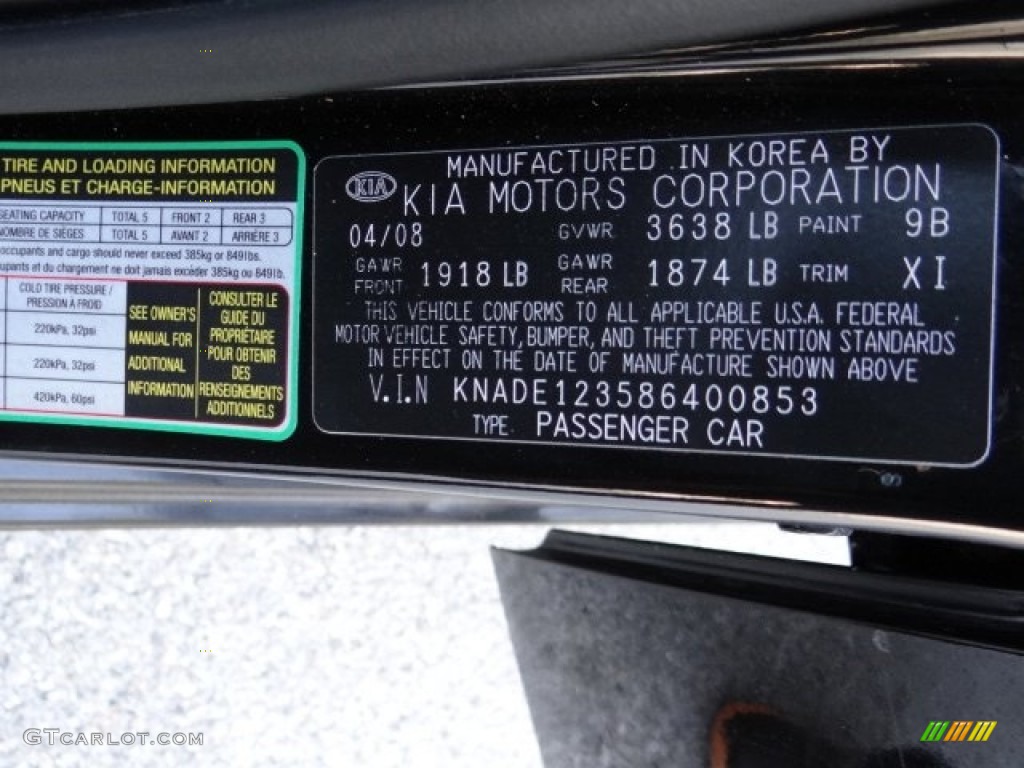 TIRE AND LOADING INFORMATION
PNEUS ET CHARGE-INFORMATION
SEATING CAPACITY TOTAL 5 FRONT 2 REAR 3
NOMBRE DE SIÈGES TOTAL 5 AVANT 2 ARRIÈRE 3
occupants and cargo should never exceed 385kg or 849lbs.
du chargement ne doit jamais excéder 385kg ou 849lb.
COLD TIRE PRESSURE /
PRESSION A FROID
220kPa, 32psi
220kPa, 32psi
420kPa, 60psi
SEE OWNER'S
MANUAL FOR
ADDITIONAL
INFORMATION
CONSULTER LE
GUIDE DU
PROPRIÉTAIRE
POUR OBTENIR
DES
RENSEIGNEMENTS
ADDITIONNELS
MANUFACTURED IN KOREA BY
KIA KIA MOTORS CORPORATION
04/08 GVWR 3638 LB PAINT 9B
GAWR FRONT 1918 LB GAWR REAR 1874 LB TRIM XI
THIS VEHICLE CONFORMS TO ALL APPLICABLE U.S.A. FEDERAL
MOTOR VEHICLE SAFETY, BUMPER, AND THEFT PREVENTION STANDARDS
IN EFFECT ON THE DATE OF MANUFACTURE SHOWN ABOVE
V.I.N KNADE123586400853
TYPE PASSENGER CAR
GTCARLOT.COM